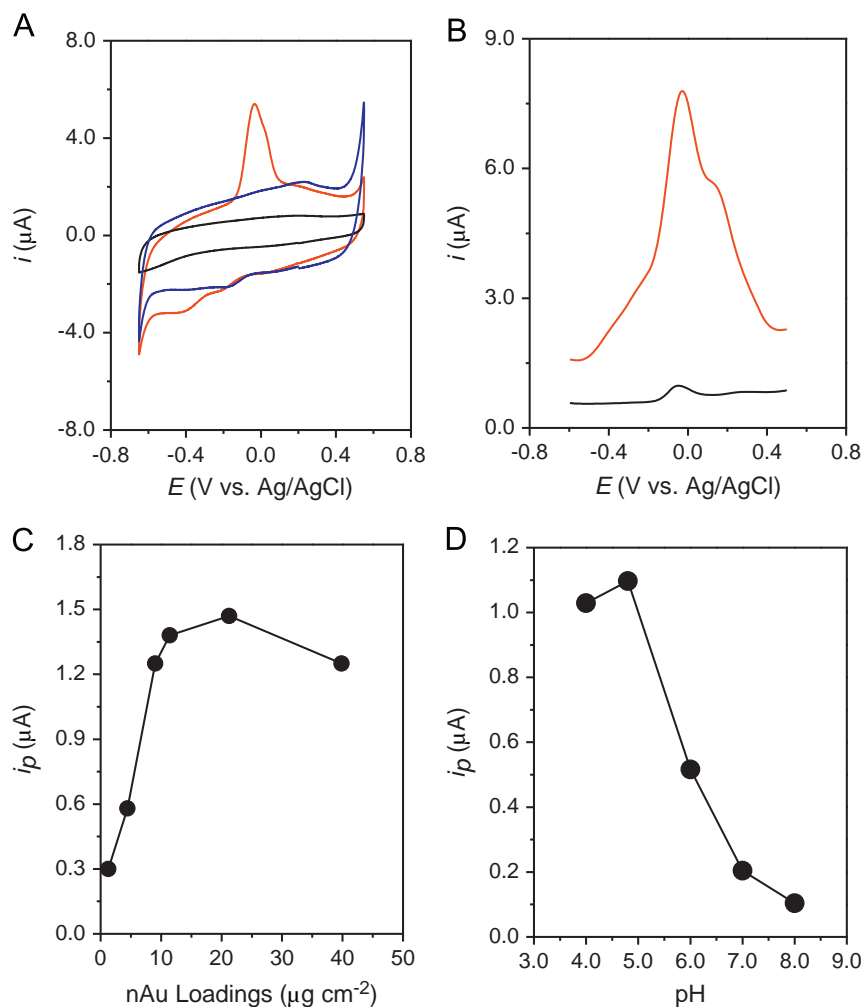 A
8.0
4.0
0.0
-4.0
-8.0
i (μA)
-0.8 -0.4 0.0 0.4 0.8
E (V vs. Ag/AgCl)
B
9.0
6.0
3.0
0.0
i (μA)
-0.8 -0.4 0.0 0.4 0.8
E (V vs. Ag/AgCl)
C
1.8
1.5
1.2
0.9
0.6
0.3
0.0
ip (μA)
0 10 20 30 40 50
nAu Loadings (μg cm-2)
D
1.2
1.0
0.8
0.6
0.4
0.2
0.0
ip (μA)
3.0 4.0 5.0 6.0 7.0 8.0 9.0
pH